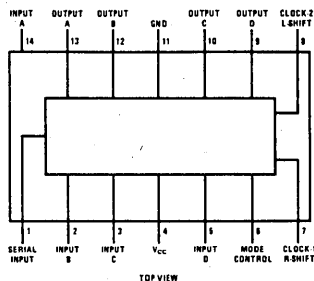 INPUT A
OUTPUT A
OUTPUT B
GND
OUTPUT C
OUTPUT D
CLOCK-2 L-SHIFT
14 13 12 11 10 9 8
1 2 3 4 5 6 7
SERIAL INPUT
INPUT B
INPUT C
VCC
INPUT D
MODE CONTROL
CLOCK- R-SHIFT
TOP VIEW